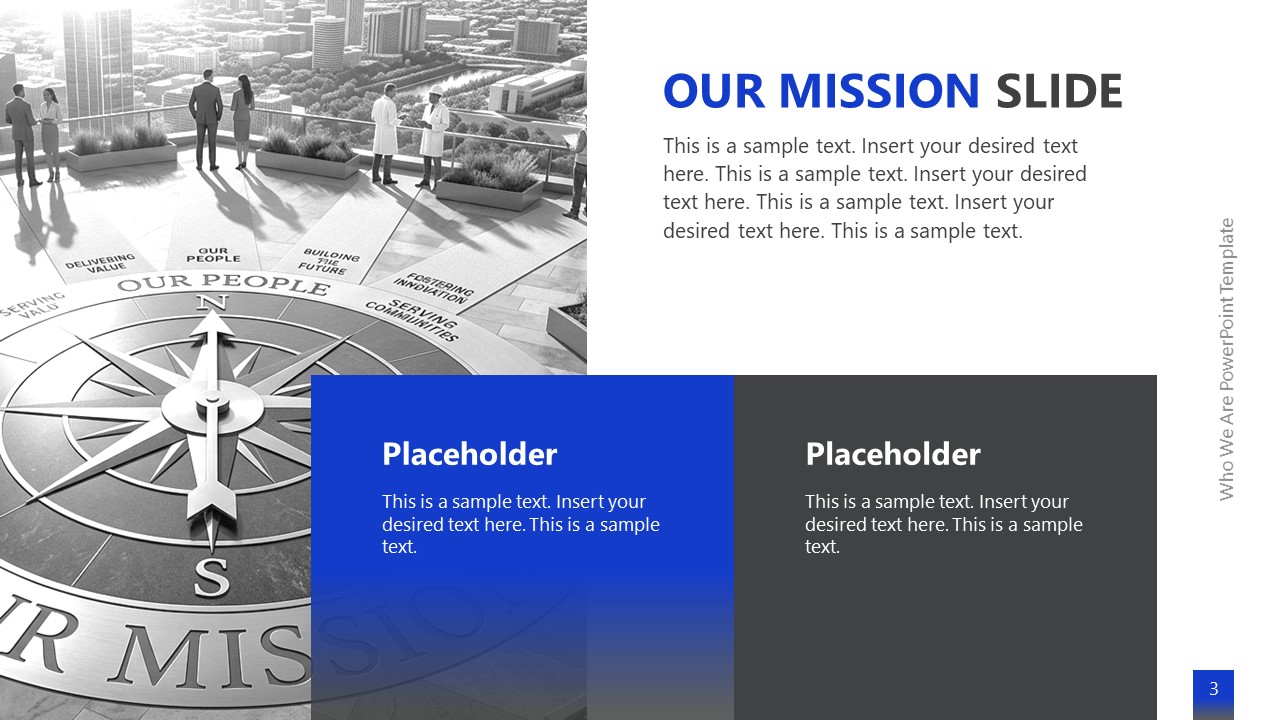 OUR MISSION SLIDE
This is a sample text. Insert your desired text
here. This is a sample text. Insert your desired
text here. This is a sample text. Insert your
desired text here. This is a sample text.
DELIVERING
VALUE
OUR
PEOPLE
BUILDING
THE
FUTURE
FOSTERING
INNOVATION
SERVING
OUR PEOPLE
SERVING
COMMUNITIES
N
S
UR MISSION
Placeholder
This is a sample text. Insert your
desired text here. This is a sample
text.
Placeholder
This is a sample text. Insert your
desired text here. This is a sample
text.
Who We Are PowerPoint Template
3